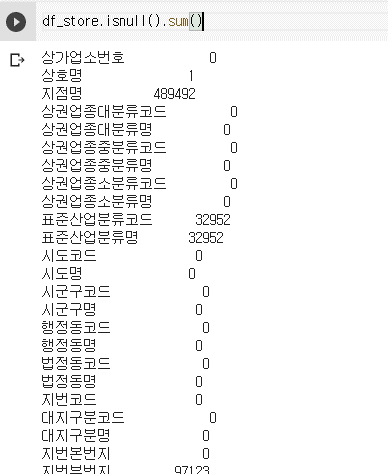 df_store.isnull().sum()
상가업소번호 0
상호명 1
지점명 489492
상권업종대분류코드 0
상권업종대분류명 0
상권업종중분류코드 0
상권업종중분류명 0
상권업종소분류코드 0
상권업종소분류명 0
표준산업분류코드 32952
표준산업분류명 32952
시도코드 0
시도명 0
시군구코드 0
시군구명 0
행정동코드 0
행정동명 0
법정동코드 0
법정동명 0
지번코드 0
대지구분코드 0
대지구분명 0
지번본번지 0
지번부번지 97123